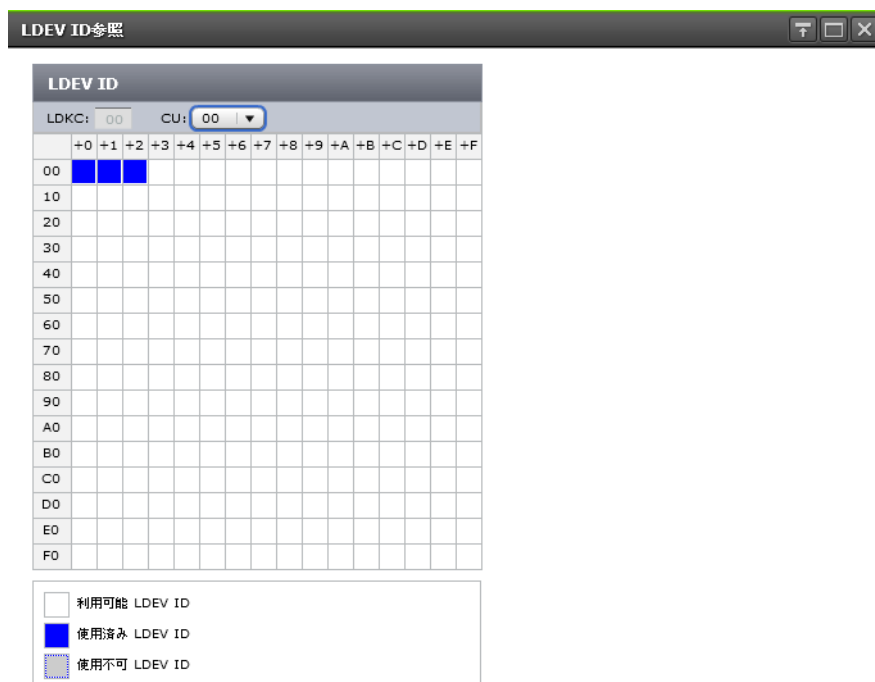 LDEV ID参照
LDEV ID
LDKC: 00 CU: 00
+0 +1 +2 +3 +4 +5 +6 +7 +8 +9 +A +B +C +D +E +F
00
10
20
30
40
50
60
70
80
90
A0
B0
C0
D0
E0
F0
利用可能 LDEV ID
使用済み LDEV ID
使用不可 LDEV ID